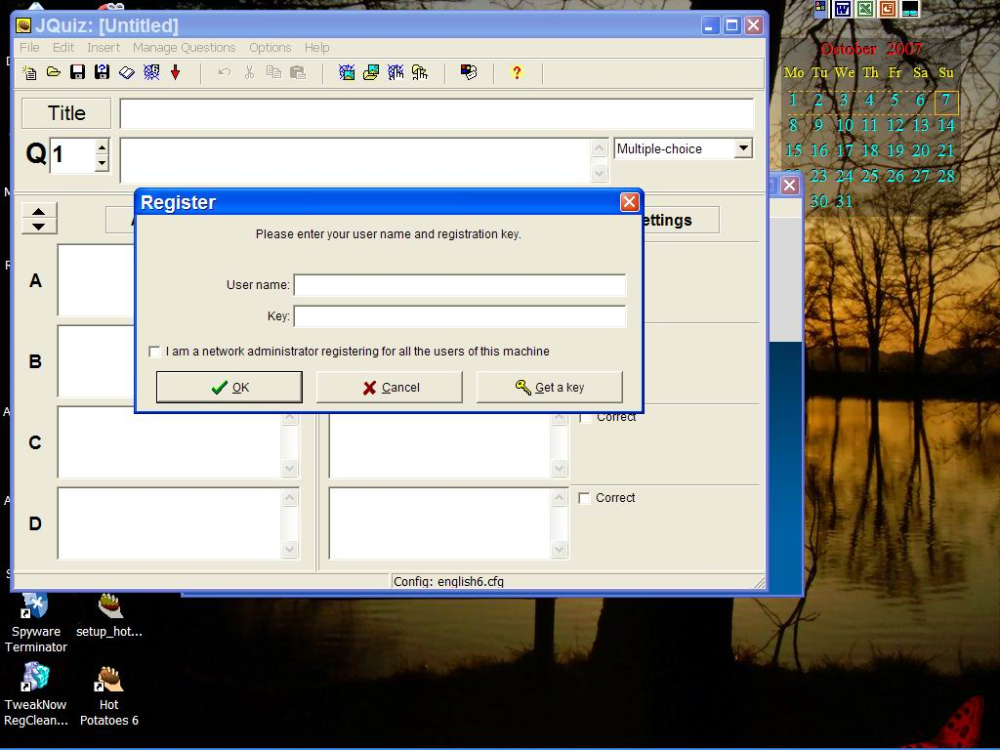 JQuiz: [Untitled]
File Edit Insert Manage Questions Options Help
Title
Q 1
Multiple-choice
ettings
Register
Please enter your user name and registration key.
User name:
Key:
I am a network administrator registering for all the users of this machine
OK Cancel Get a key
A
B
C
Correct
D
Correct
Config: english6.cfg
October 2007
Mo Tu We Th Fr Sa Su
1 2 3 4 5 6 7
8 9 10 11 12 13 14
15 16 17 18 19 20 21
23 24 25 26 27 28
30 31
Spyware
Terminator
setup_hot...
TweakNow
RegClean...
Hot
Potatoes 6